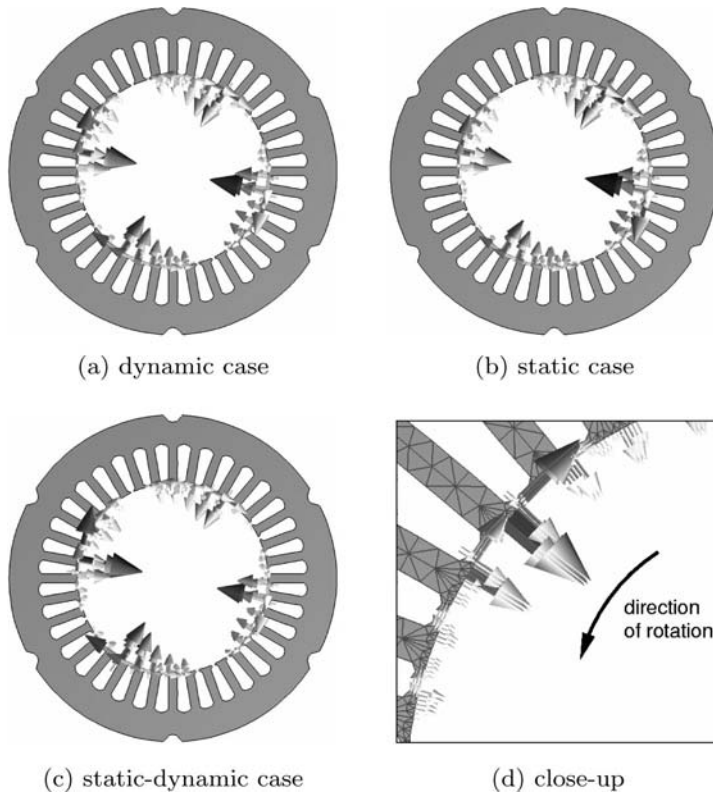 (a) dynamic case
(b) static case
direction
of rotation
(c) static-dynamic case
(d) close-up